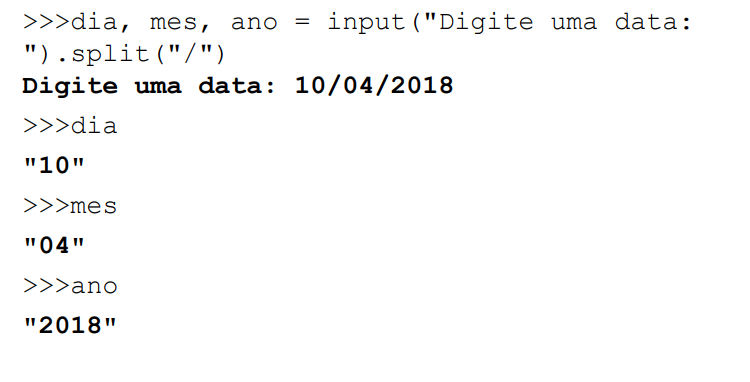 >>>dia, mes, ano = input("Digite uma data:
").split("/")
Digite uma data: 10/04/2018
>>>dia
"10"
>>>mes
"04"
>>>ano
"2018"